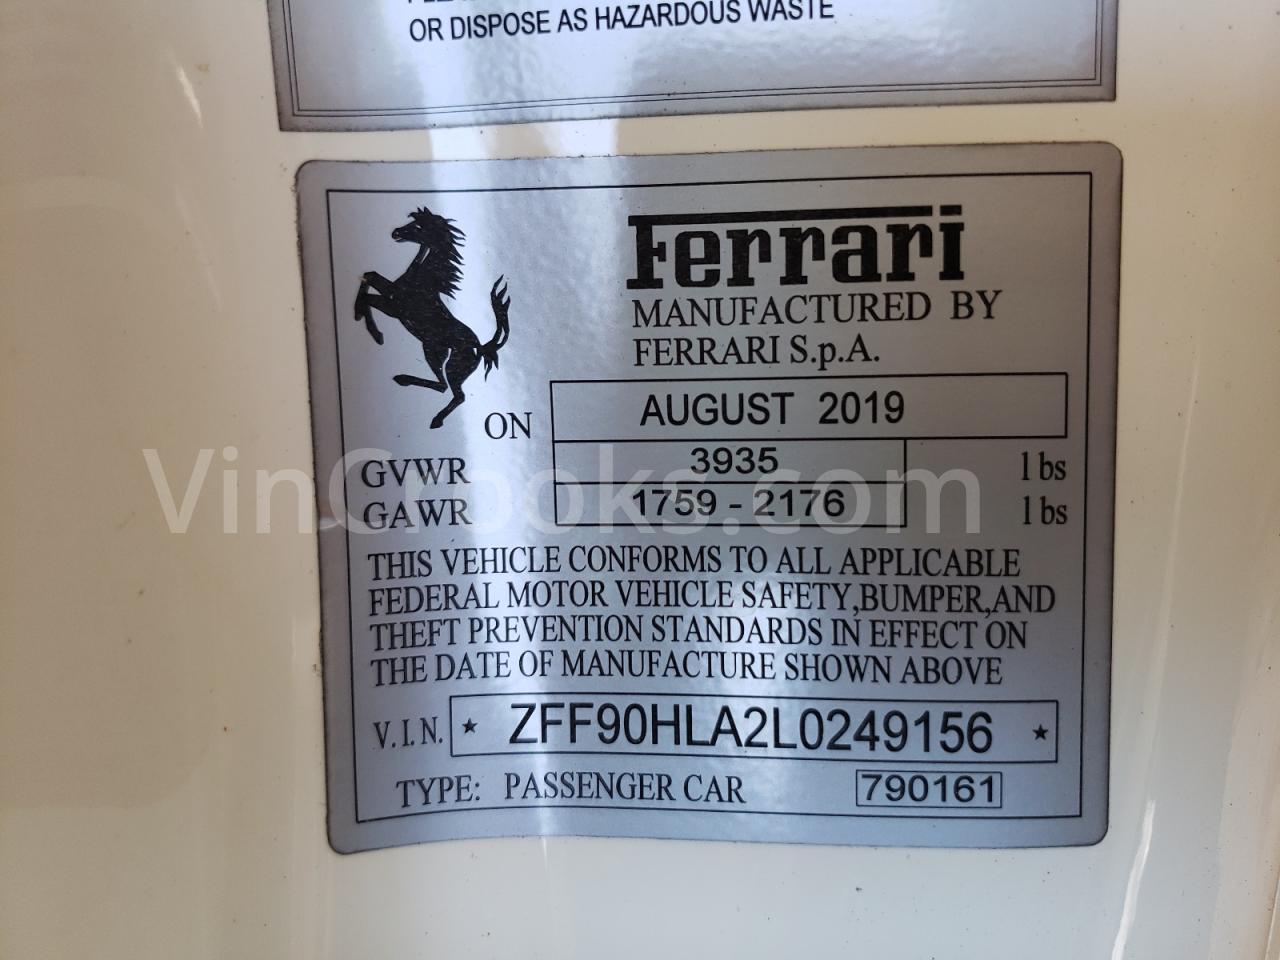 OR DISPOSE AS HAZARDOUS WASTE
Ferrari
MANUFACTURED BY
FERRARI S.p.A.
ON AUGUST 2019
GVWR 3935 lbs
GAWR 1759 - 2176 lbs
VinCrooks.com
THIS VEHICLE CONFORMS TO ALL APPLICABLE
FEDERAL MOTOR VEHICLE SAFETY,BUMPER,AND
THEFT PREVENTION STANDARDS IN EFFECT ON
THE DATE OF MANUFACTURE SHOWN ABOVE
V.I.N. * ZFF90HLA2L0249156 *
TYPE: PASSENGER CAR 790161